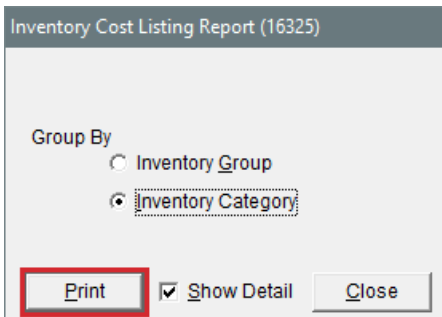 Inventory Cost Listing Report (16325)
Group By
Inventory Group
Inventory Category
Print Show Detail Close